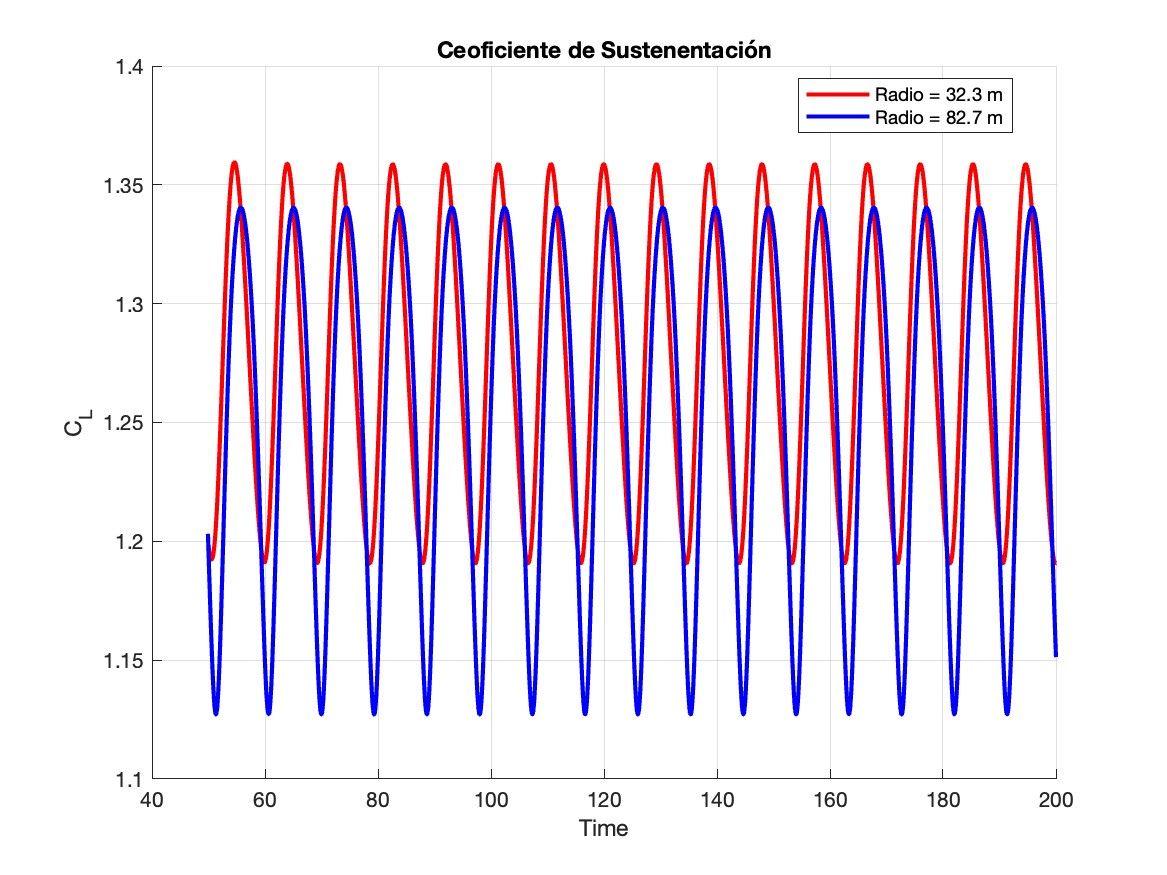 Ceoficiente de Sustenentación
Radio = 32.3 m
Radio = 82.7 m
1.4
1.35
1.3
1.25
1.2
1.15
1.1
C_L
40 60 80 100 120 140 160 180 200
Time